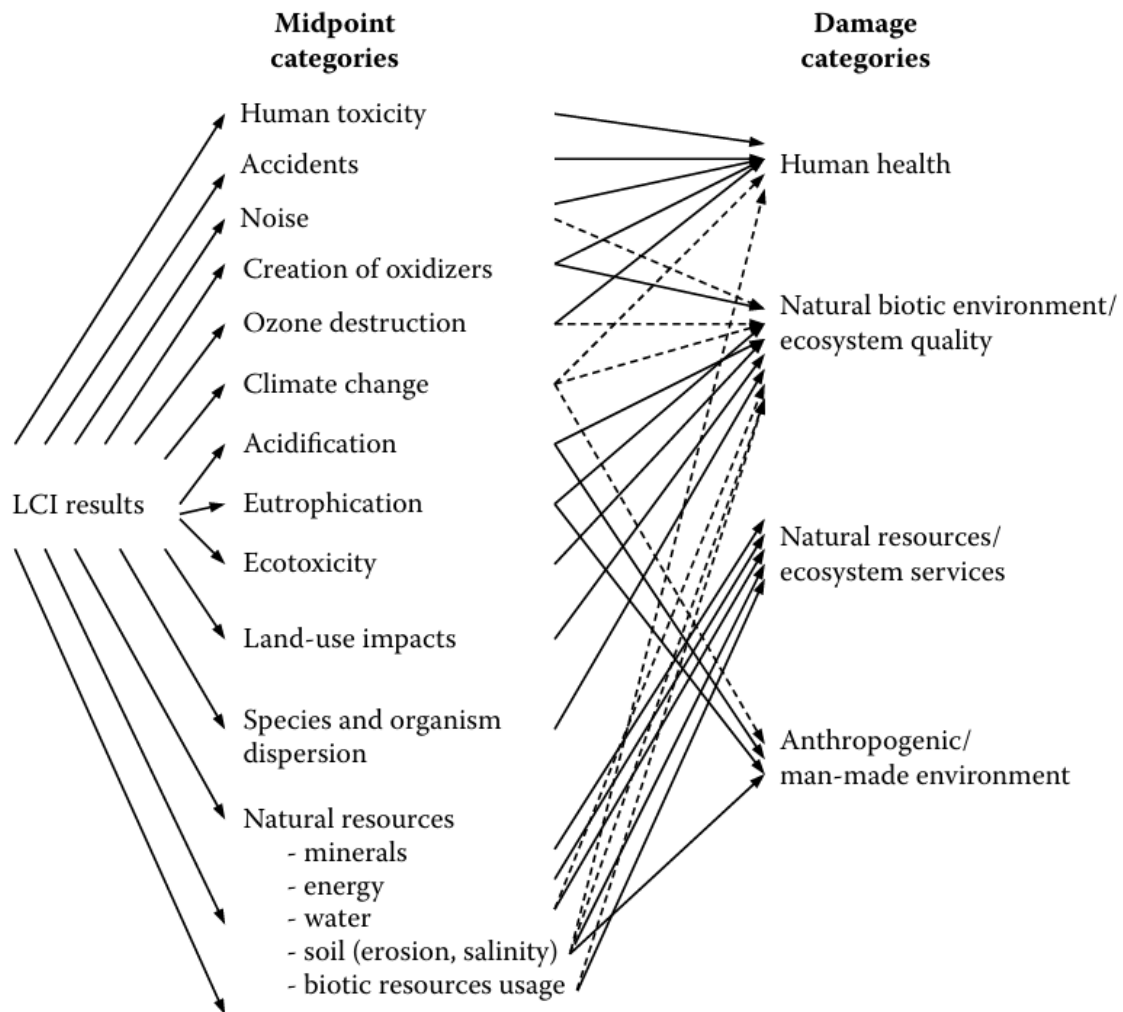 Midpoint
categories
Damage
categories
Human toxicity
Accidents
Noise
Creation of oxidizers
Ozone destruction
Climate change
Acidification
Eutrophication
Ecotoxicity
Land-use impacts
Species and organism
dispersion
Natural resources
- minerals
- energy
- water
- soil (erosion, salinity)
- biotic resources usage
LCI results
Human health
Natural biotic environment/
ecosystem quality
Natural resources/
ecosystem services
Anthropogenic/
man-made environment